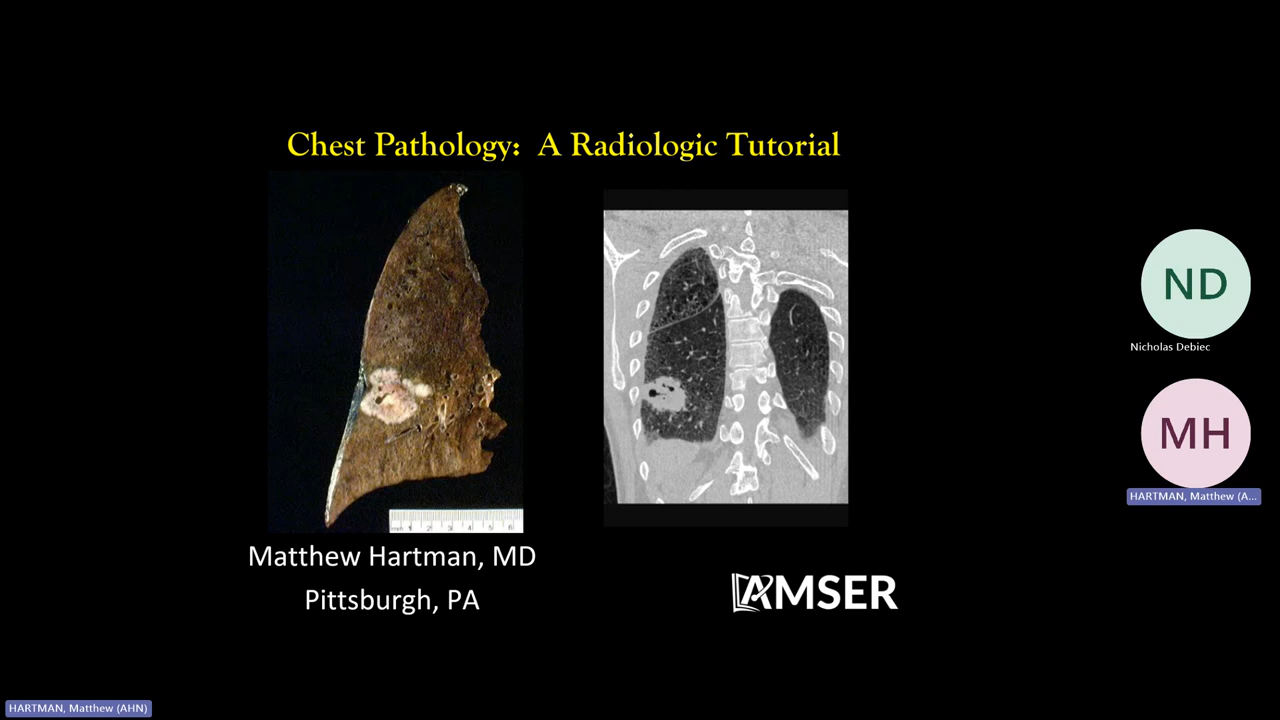 Chest Pathology: A Radiologic Tutorial
Matthew Hartman, MD
Pittsburgh, PA
AMSER
ND
Nicholas Debiec
MH
HARTMAN, Matthew (A...
HARTMAN, Matthew (AHN)